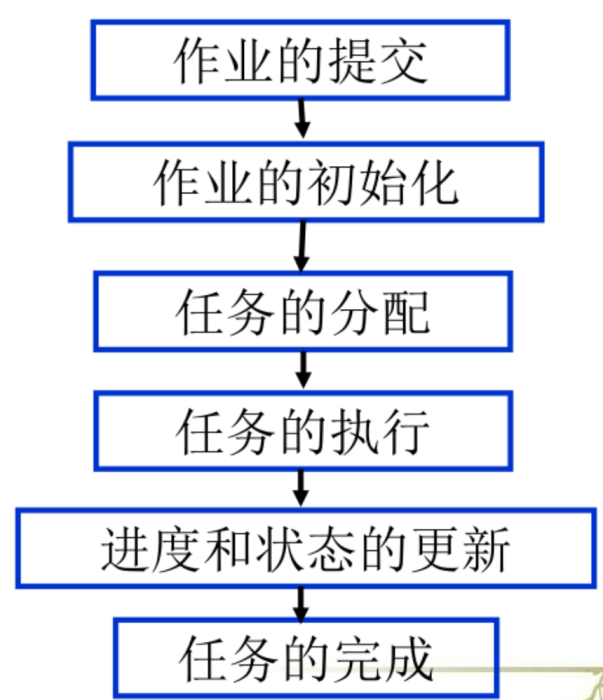 作业的提交
作业的初始化
任务的分配
任务的执行
进度和状态的更新
任务的完成